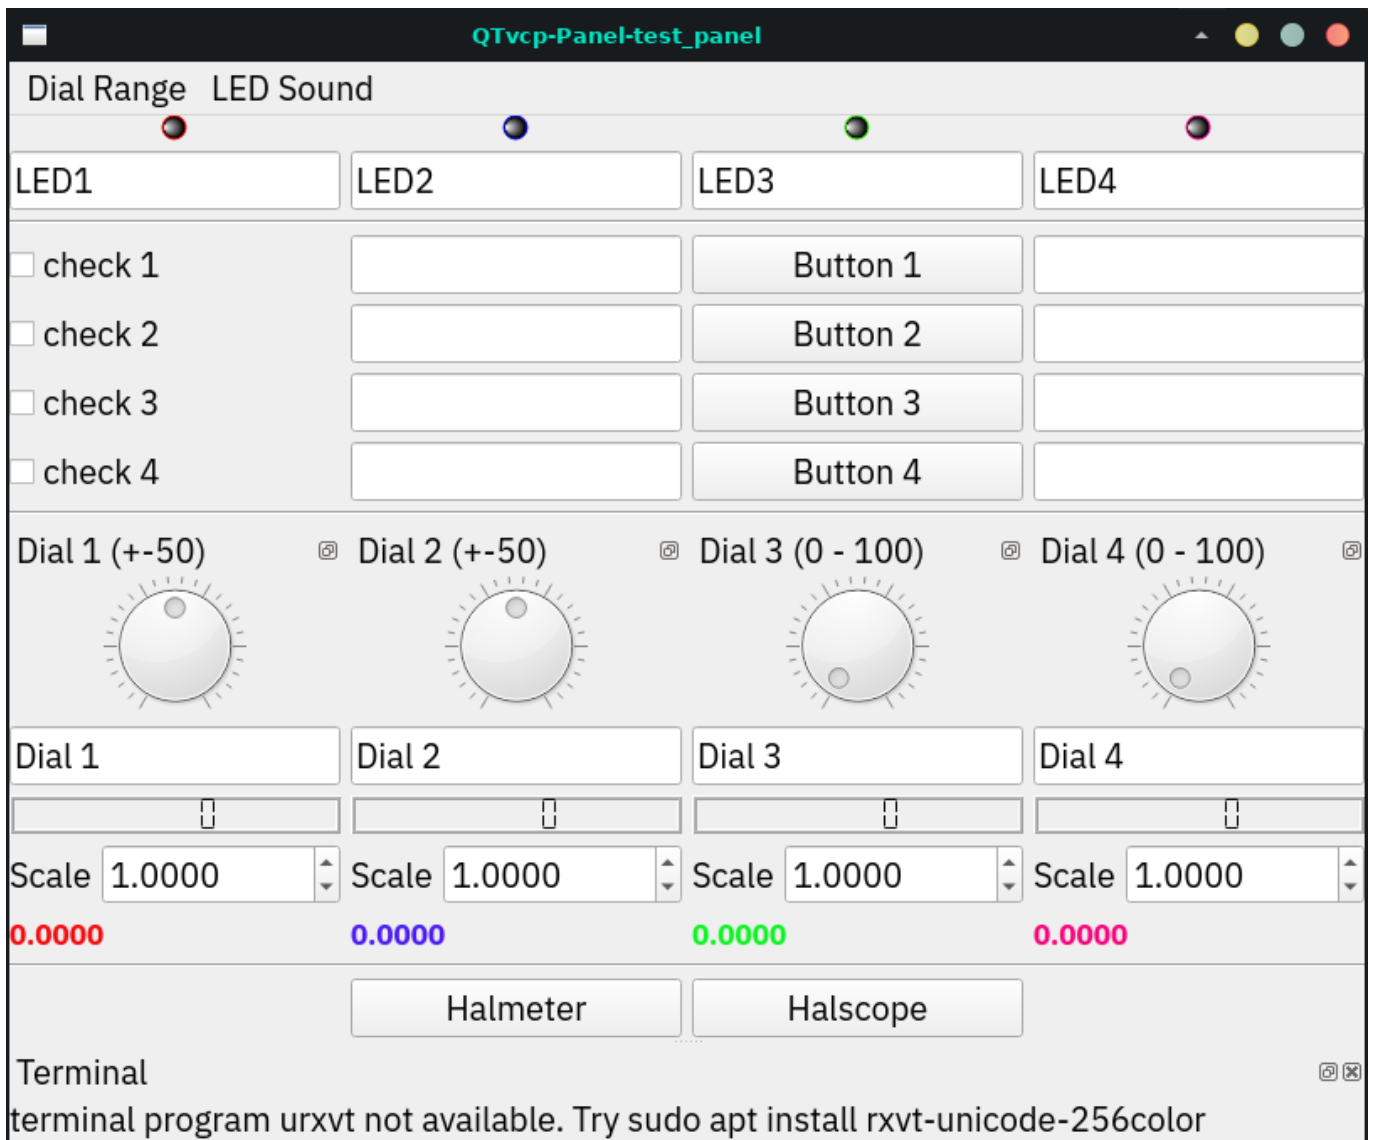 QTvcp-Panel-test_panel
Dial Range LED Sound
LED1 LED2 LED3 LED4
check 1 Button 1
check 2 Button 2
check 3 Button 3
check 4 Button 4
Dial 1 (+-50) Dial 2 (+-50) Dial 3 (0 - 100) Dial 4 (0 - 100)
Dial 1 Dial 2 Dial 3 Dial 4
0 0 0 0
Scale 1.0000 Scale 1.0000 Scale 1.0000 Scale 1.0000
0.0000 0.0000 0.0000 0.0000
Halmeter Halscope
Terminal
terminal program urxvt not available. Try sudo apt install rxvt-unicode-256color